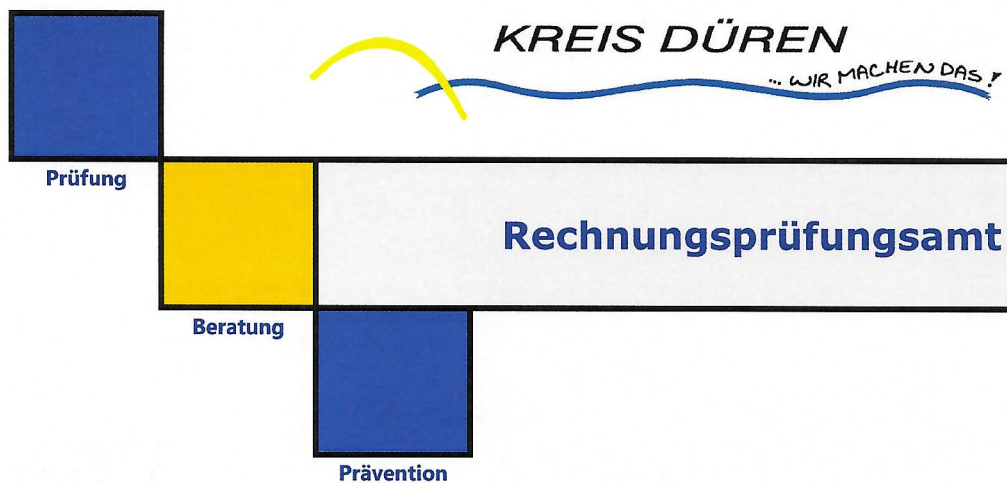 KREIS DÜREN
... WIR MACHEN DAS!
Prüfung
Rechnungsprüfungsamt
Beratung
Prävention